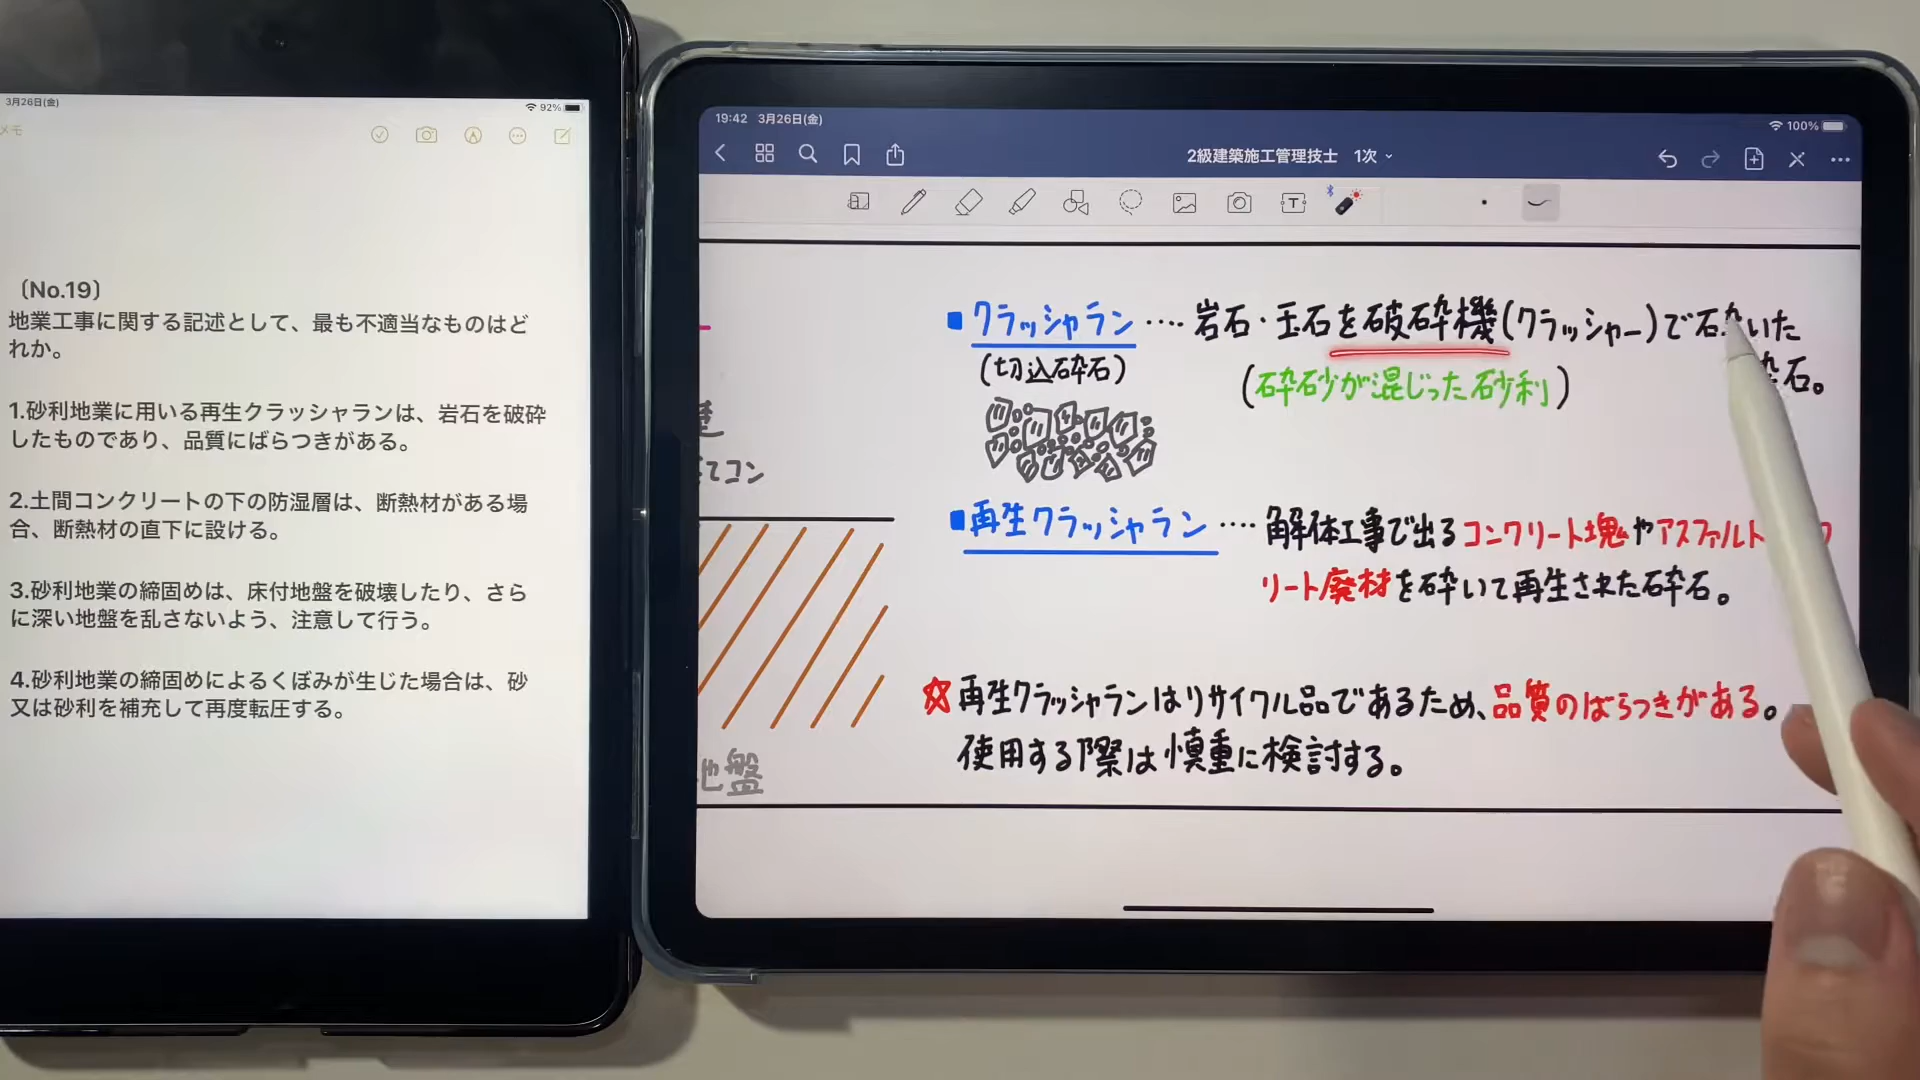 3月26日(金)
92%
メモ
〔No.19〕
地業工事に関する記述として、最も不適当なものはど
れか。
1.砂利地業に用いる再生クラッシャランは、岩石を破砕
したものであり、品質にばらつきがある。
2.土間コンクリートの下の防湿層は、断熱材がある場
合、断熱材の直下に設ける。
3.砂利地業の締固めは、床付地盤を破壊したり、さら
に深い地盤を乱さないよう、注意して行う。
4.砂利地業の締固めによるくぼみが生じた場合は、砂
又は砂利を補充して再度転圧する。
19:42 3月26日(金)
100%
2級建築施工管理技士 1次
■クラッシャラン‥‥岩石・玉石を破砕機(クラッシャー)で砕いた
(切込砕石)
砕石。
(砕石砂が混じった砂利)
てコン
■再生クラッシャラン‥‥解体工事で出るコンクリート塊やアスファルト
リート廃材を砕いて再生された砕石。
☆再生クラッシャランはリサイクル品であるため、品質のばらつきがある。
使用する際は慎重に検討する。
地盤